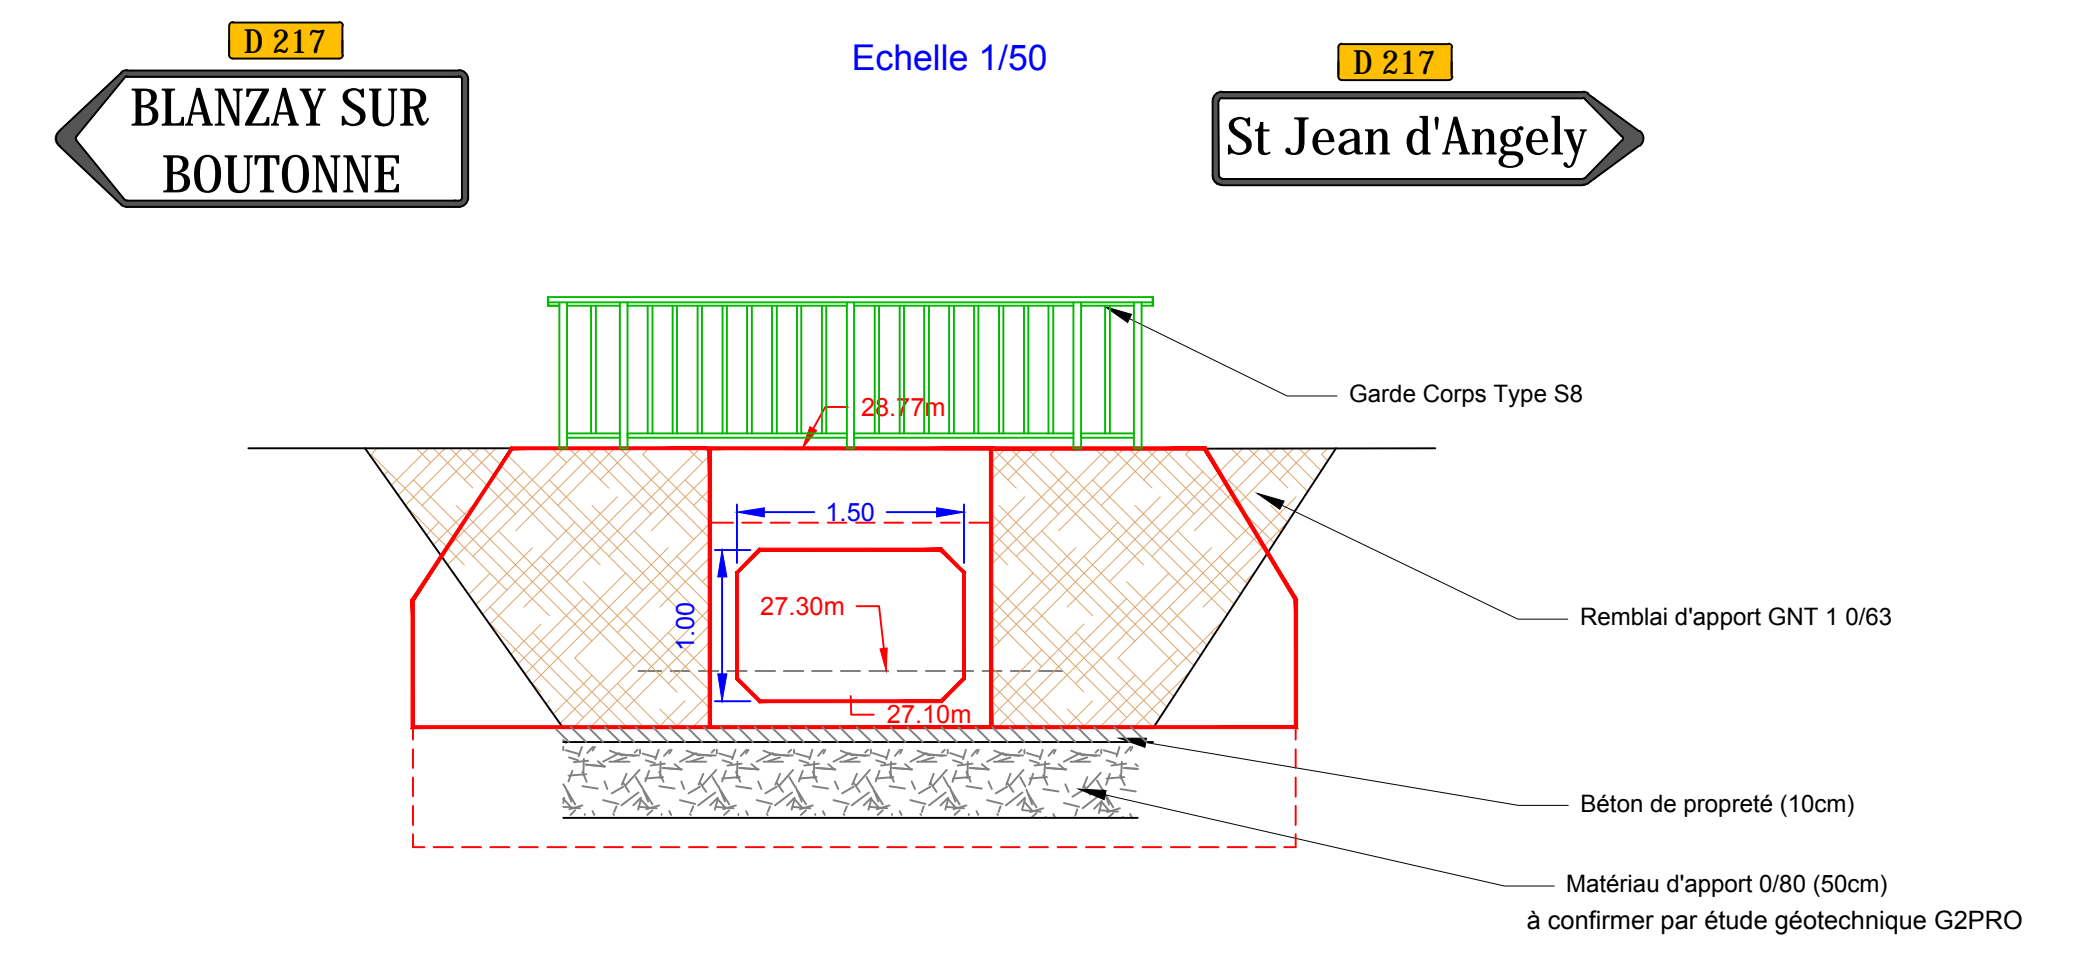 D 217
BLANZAY SUR
BOUTONNE
Echelle 1/50
D 217
St Jean d'Angely
Garde Corps Type S8
28.77m
1.50
1.00
27.30m
27.10m
Remblai d'apport GNT 1 0/63
Béton de propreté (10cm)
Matériau d'apport 0/80 (50cm)
à confirmer par étude géotechnique G2PRO